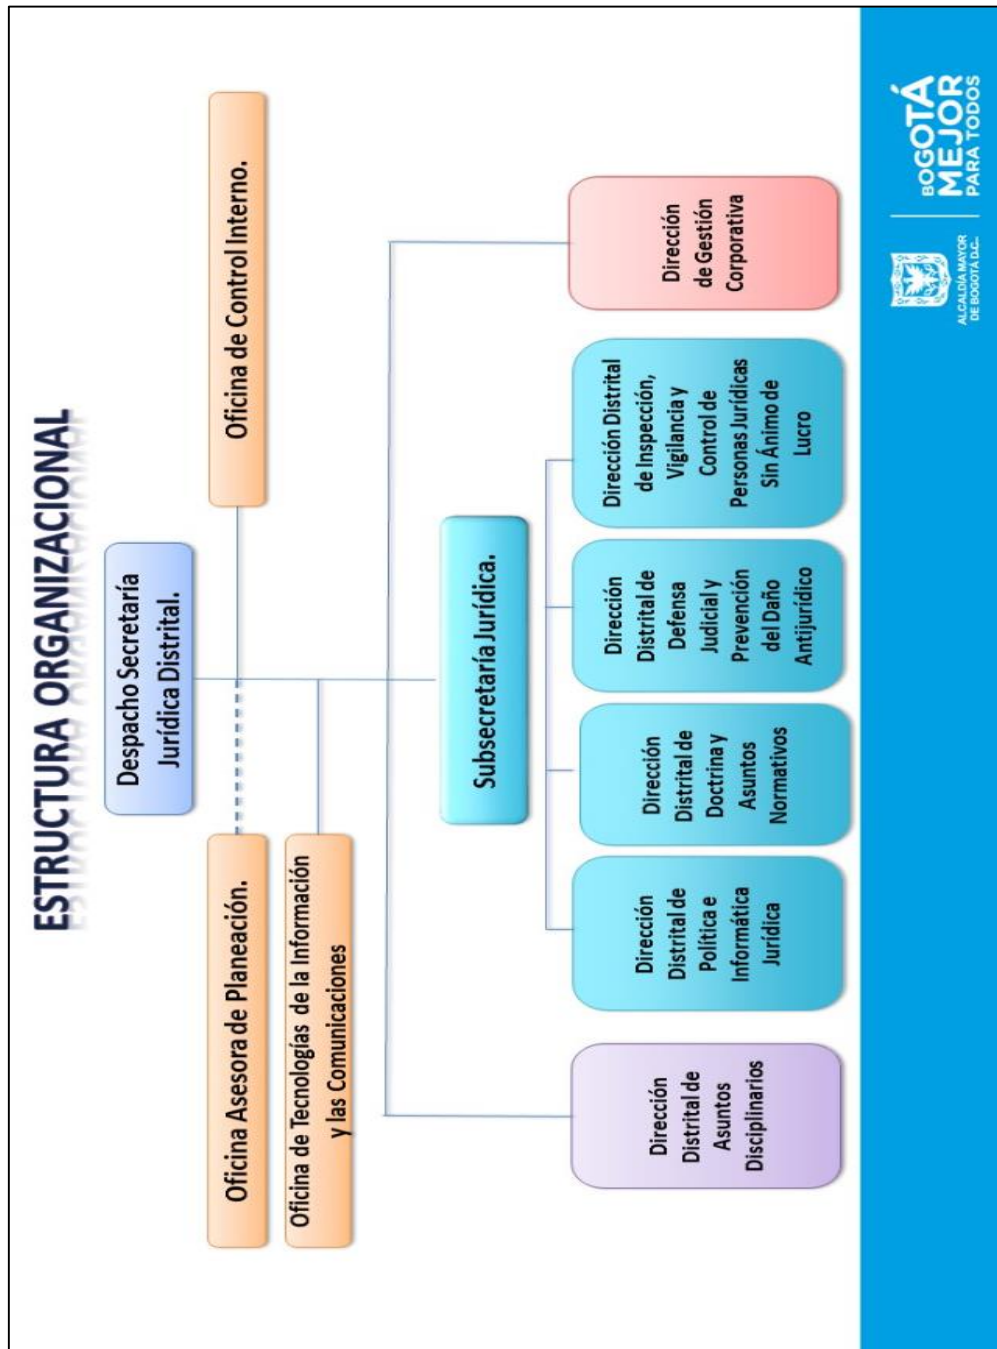 ESTRUCTURA ORGANIZACIONAL
Despacho Secretaría
Jurídica Distrital.
Oficina Asesora de Planeación.
Oficina de Control Interno.
Oficina de Tecnologías de la Información
y las Comunicaciones
Subsecretaría Jurídica.
Dirección
Distrital de
Asuntos
Disciplinarios
Dirección
Distrital de
Política e
Informática
Jurídica
Dirección
Distrital de
Doctrina y
Asuntos
Normativos
Dirección
Distrital de
Defensa
Judicial y
Prevención
del Daño
Antijurídico
Dirección Distrital
de Inspección,
Vigilancia y
Control de
Personas Jurídicas
Sin Ánimo de
Lucro
Dirección
de Gestión
Corporativa
ALCALDÍA MAYOR
DE BOGOTÁ D.C.
BOGOTÁ
MEJOR
PARA TODOS